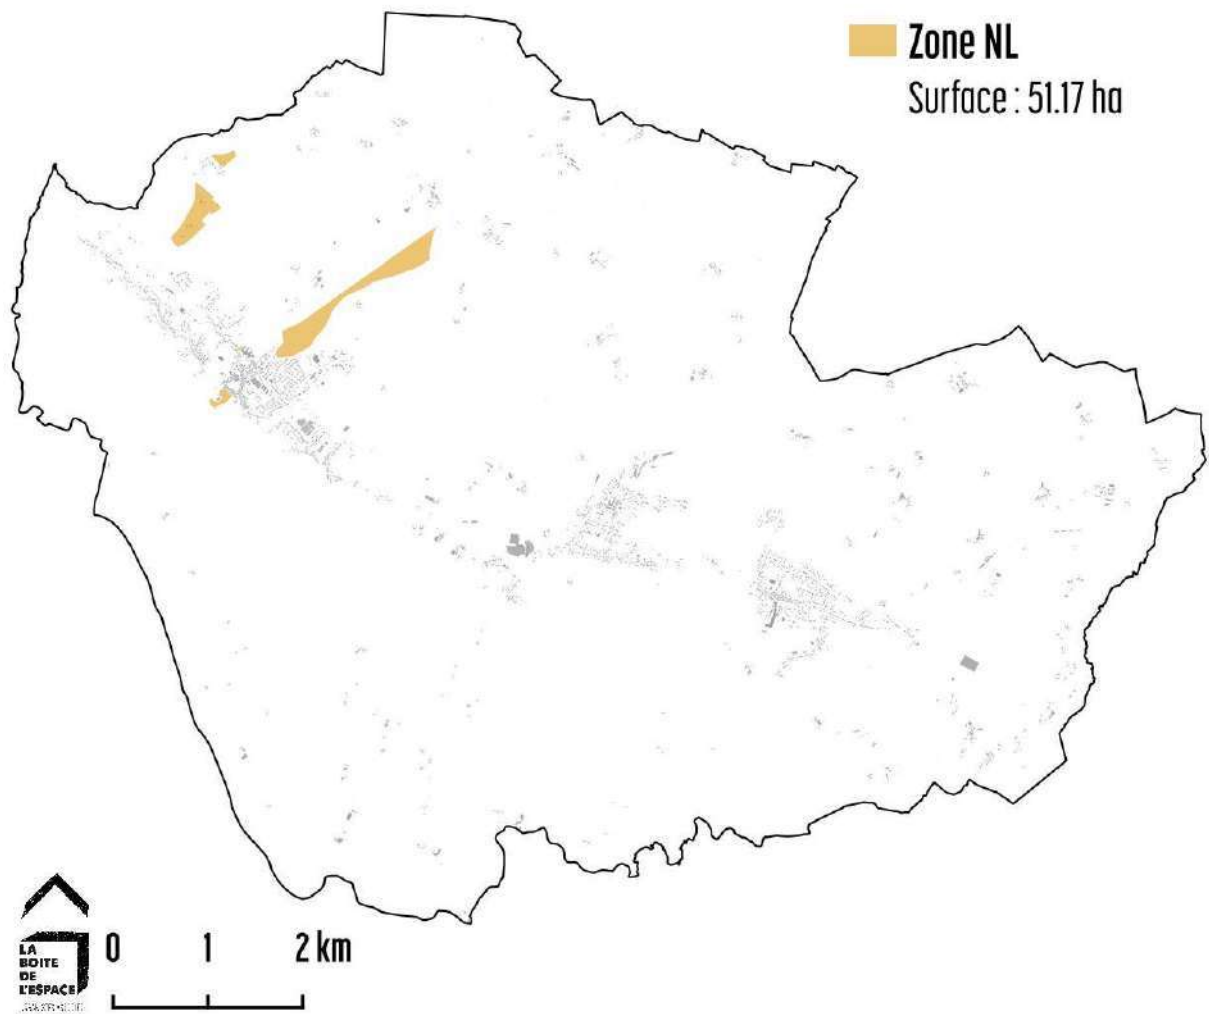 Zone NL
Surface : 51.17 ha
LA
BOITE
DE
L'ESPACE
0 1 2 km